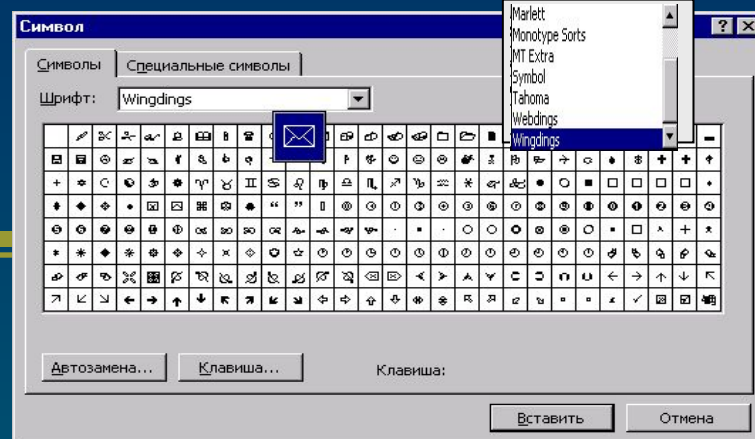 Символ
Marlett
Monotype Sorts
MT Extra
Symbol
Tahoma
Webdings
Wingdings
Символы
Специальные символы
Шрифт:
Wingdings
Автозамена...
Клавиша...
Клавиша:
Вставить
Отмена